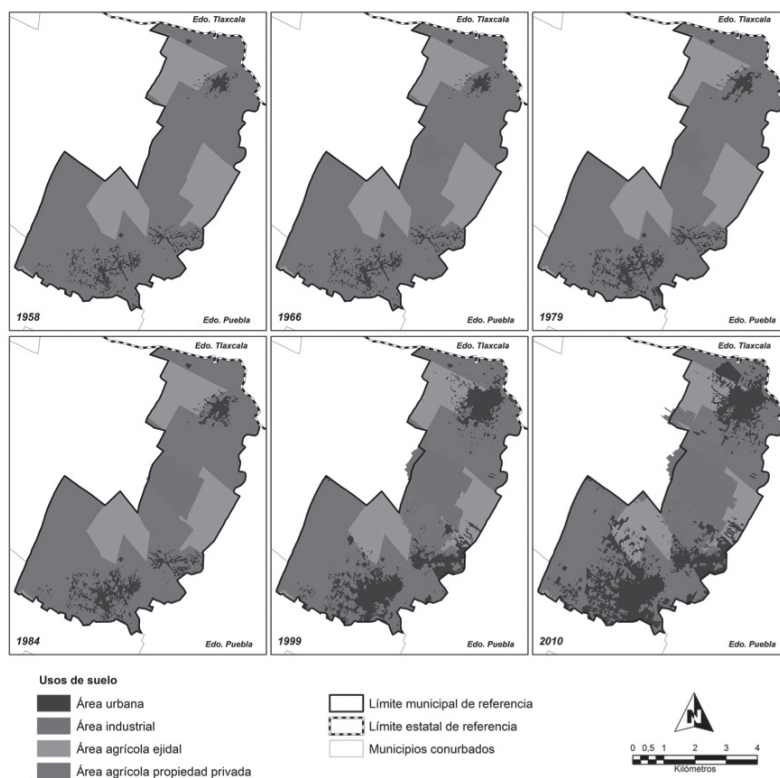 Edo. Tlaxcala
1958
Edo. Puebla
Edo. Tlaxcala
1966
Edo. Puebla
Edo. Tlaxcala
1979
Edo. Puebla
Edo. Tlaxcala
1984
Edo. Puebla
Edo. Tlaxcala
1999
Edo. Puebla
Edo. Tlaxcala
2010
Edo. Puebla
Usos de suelo
Área urbana
Área industrial
Área agrícola ejidal
Área agrícola propiedad privada
Límite municipal de referencia
Límite estatal de referencia
Municipios conurbados
N
0 0,5 1 2 3 4
Kilómetros